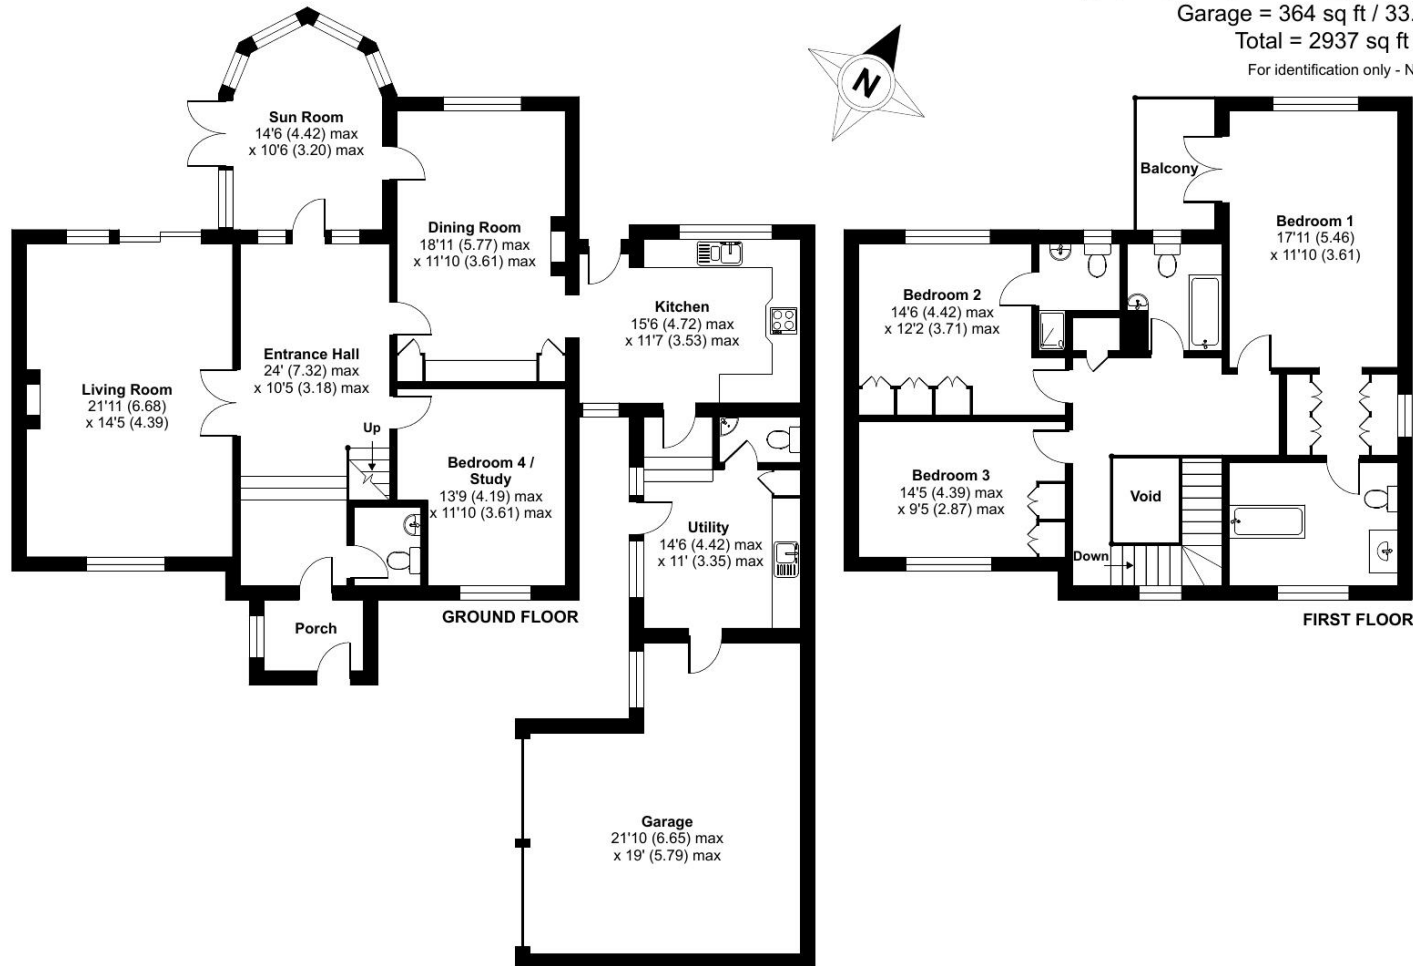 Garage = 364 sq ft / 33.
Total = 2937 sq ft
For identification only - N
N
Sun Room
14'6 (4.42) max
x 10'6 (3.20) max
Dining Room
18'11 (5.77) max
x 11'10 (3.61) max
Kitchen
15'6 (4.72) max
x 11'7 (3.53) max
Entrance Hall
24' (7.32) max
x 10'5 (3.18) max
Living Room
21'11 (6.68)
x 14'5 (4.39)
Up
Bedroom 4 /
Study
13'9 (4.19) max
x 11'10 (3.61) max
Utility
14'6 (4.42) max
x 11' (3.35) max
Porch
GROUND FLOOR
Garage
21'10 (6.65) max
x 19' (5.79) max
Balcony
Bedroom 1
17'11 (5.46)
x 11'10 (3.61)
Bedroom 2
14'6 (4.42) max
x 12'2 (3.71) max
Bedroom 3
14'5 (4.39) max
x 9'5 (2.87) max
Void
Down
FIRST FLOOR